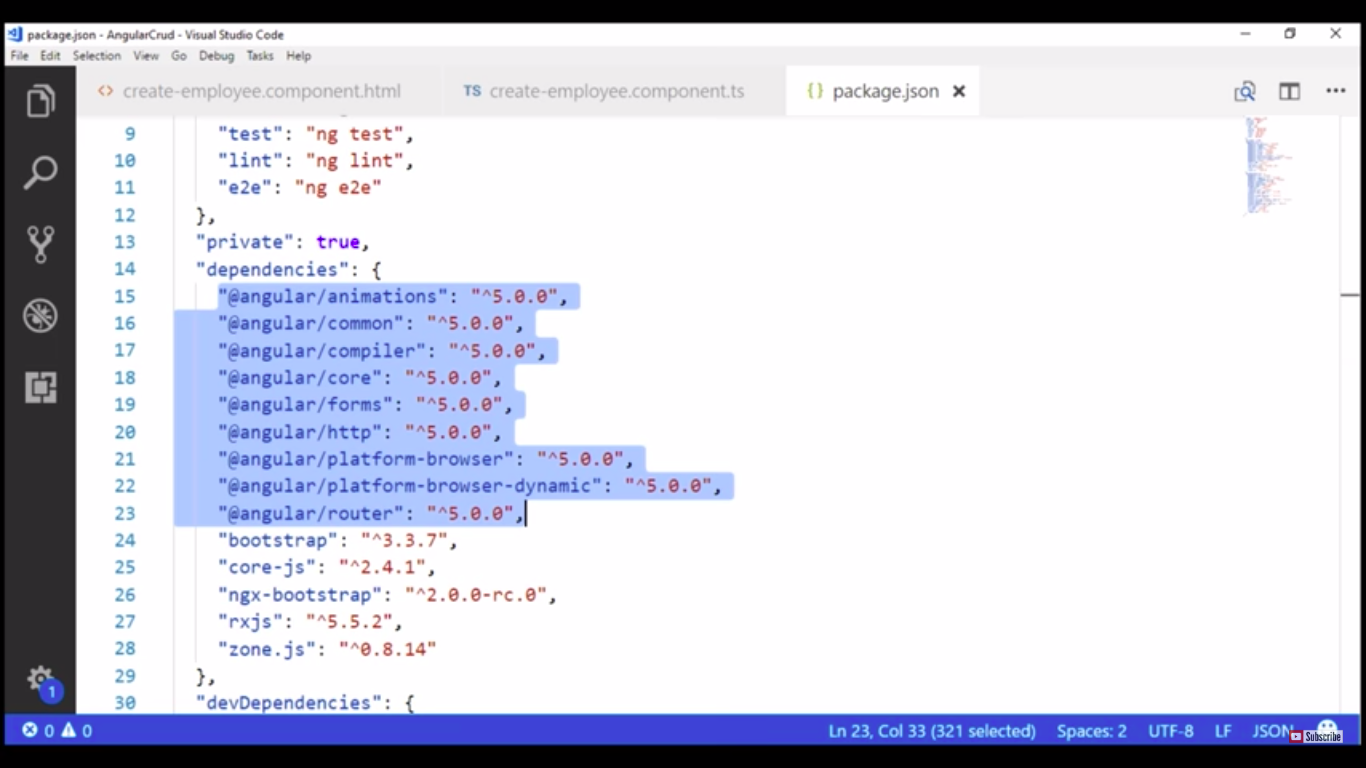 package.json - AngularCrud - Visual Studio Code
File Edit Selection View Go Debug Tasks Help
<> create-employee.component.html TS create-employee.component.ts {} package.json
9 "test": "ng test",
10 "lint": "ng lint",
11 "e2e": "ng e2e"
12 },
13 "private": true,
14 "dependencies": {
15 "@angular/animations": "^5.0.0",
16 "@angular/common": "^5.0.0",
17 "@angular/compiler": "^5.0.0",
18 "@angular/core": "^5.0.0",
19 "@angular/forms": "^5.0.0",
20 "@angular/http": "^5.0.0",
21 "@angular/platform-browser": "^5.0.0",
22 "@angular/platform-browser-dynamic": "^5.0.0",
23 "@angular/router": "^5.0.0",
24 "bootstrap": "^3.3.7",
25 "core-js": "^2.4.1",
26 "ngx-bootstrap": "^2.0.0-rc.0",
27 "rxjs": "^5.5.2",
28 "zone.js": "^0.8.14"
29 },
30 "devDependencies": {
1
0 0 Ln 23, Col 33 (321 selected) Spaces: 2 UTF-8 LF JSON Subscribe